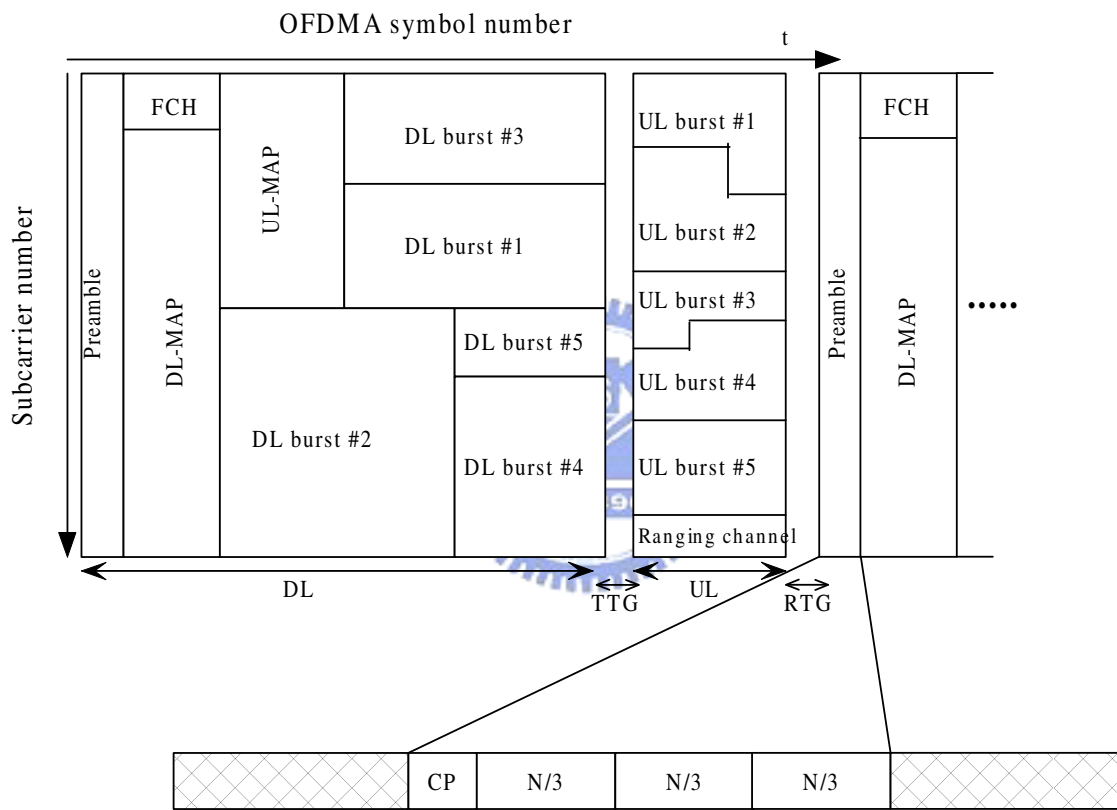 OFDMA symbol number
t
Subcarrier number
Preamble
FCH
DL-MAP
UL-MAP
DL burst #3
DL burst #1
DL burst #2
DL burst #5
DL burst #4
UL burst #1
UL burst #2
UL burst #3
UL burst #4
UL burst #5
Ranging channel
Preamble
FCH
DL-MAP
.....
DL
TTG
UL
RTG
CP
N/3
N/3
N/3